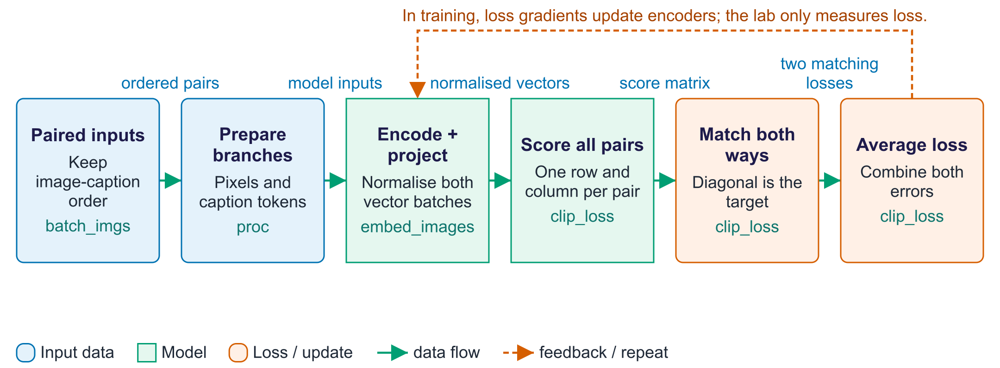 In training, loss gradients update encoders; the lab only measures loss.
ordered pairs
model inputs
normalised vectors
score matrix
two matching
losses
Paired inputs
Keep
image-caption
order
batch_imgs
Prepare
branches
Pixels and
caption tokens
proc
Encode +
project
Normalise both
vector batches
embed_images
Score all pairs
One row and
column per pair
clip_loss
Match both
ways
Diagonal is the
target
clip_loss
Average loss
Combine both
errors
clip_loss
Input data
Model
Loss / update
data flow
feedback / repeat